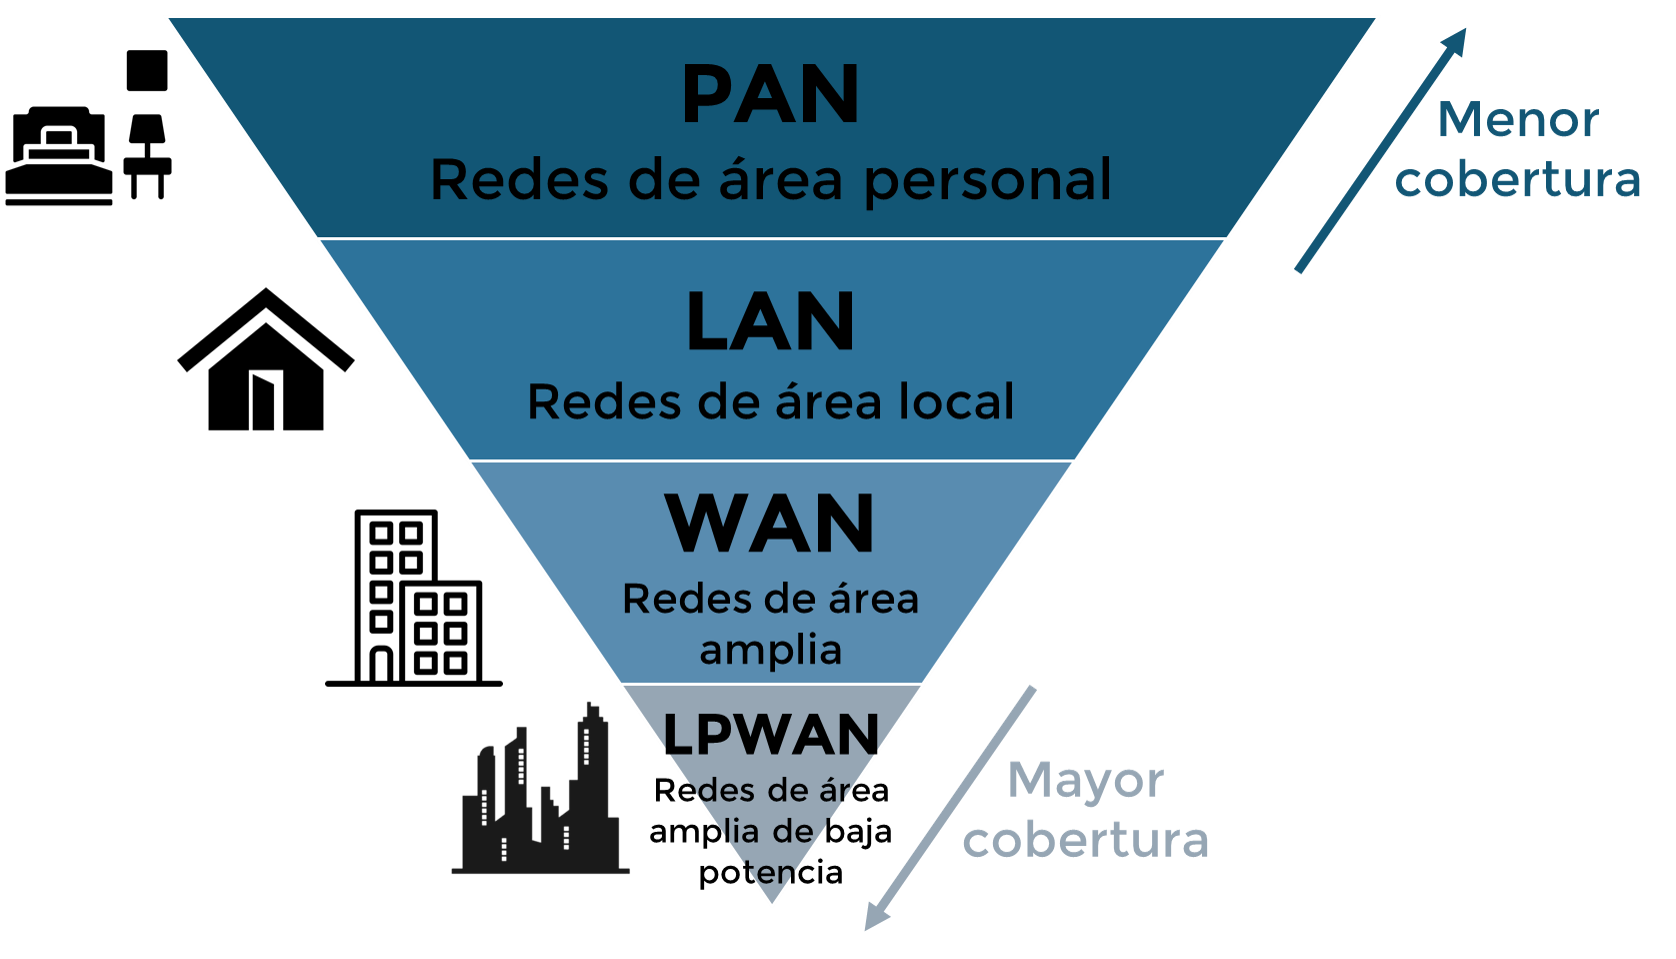 PAN
Redes de área personal
Menor
cobertura
LAN
Redes de área local
WAN
Redes de área
amplia
LPWAN
Redes de área
amplia de baja
potencia
Mayor
cobertura